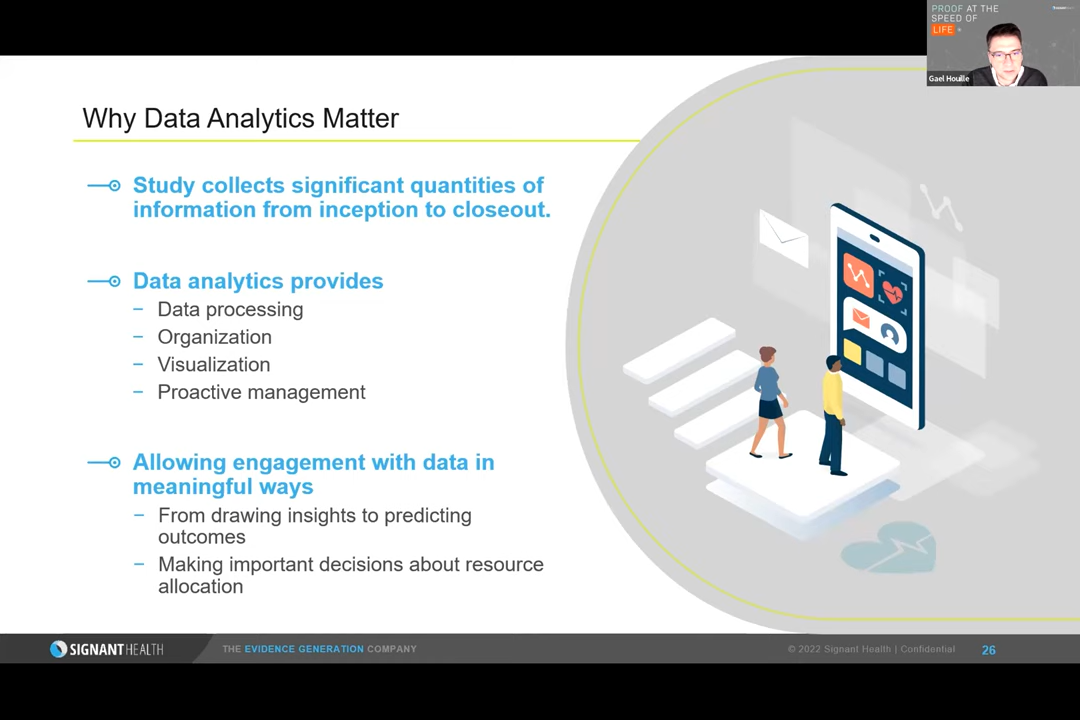 PROOF AT THE
SPEED OF
LIFE
Gael Houille
Why Data Analytics Matter
Study collects significant quantities of
information from inception to closeout.
Data analytics provides
− Data processing
− Organization
− Visualization
− Proactive management
Allowing engagement with data in
meaningful ways
− From drawing insights to predicting
outcomes
− Making important decisions about resource
allocation
SIGNANT HEALTH
THE EVIDENCE GENERATION COMPANY
© 2022 Signant Health | Confidential
26